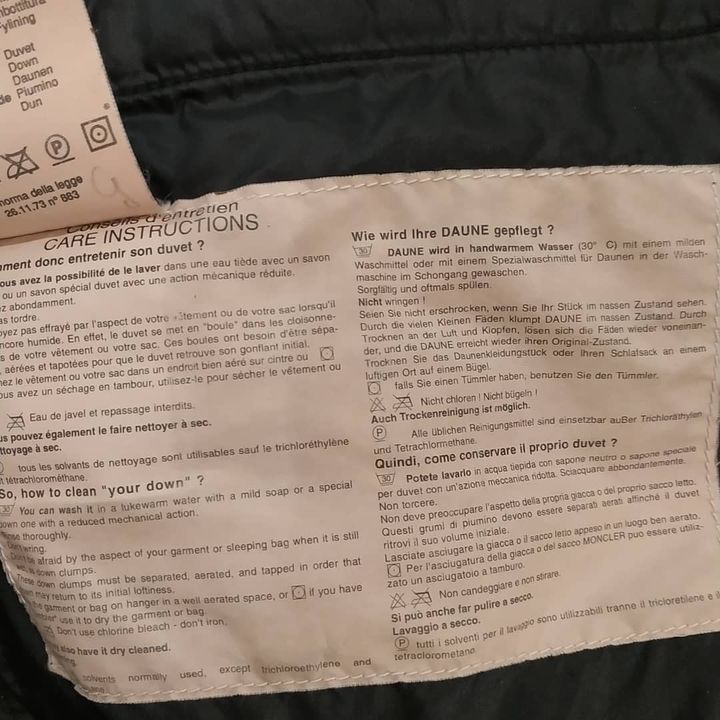 bottitura
lining
Duvet
Down
Daunen
Piumino
Dun
P
norma della legge
26.11.73 n° 883
Conseils d'entretien
CARE INSTRUCTIONS
mment donc entretenir son duvet ?
ous avez la possibilité de le laver dans une eau tiède avec un savon
ou un savon spécial duvet avec une action mécanique réduite.
ez abondamment.
as tordre.
oyez pas effrayé par l'aspect de votre vêtement ou de votre sac lorsqu'il
ncore humide. En effet, le duvet se met en "boule" dans les cloisonne-
s de votre vêtement ou sac. Ces boules ont besoin d'être sépa-
, aérées et tapotées pour que le duvet retrouve son gonflant initial.
ez le vêtement ou votre sac dans un endroit bien aéré sur cintre ou
ous avez un séchage en tambour, utilisez-le pour sécher le vêtement ou
Eau de javel et repassage interdits.
us pouvez également le faire nettoyer à sec.
ttoyage à sec.
tous les solvants de nettoyage sont utilisables sauf le trichloréthylène
t tétrachlorométhane.
So, how to clean "your down" ?
30 You can wash it in a lukewarm water with a mild soap or a special
down one with a reduced mechanical action.
Rinse thoroughly.
Don't wring.
Don't be afraid by the aspect of your garment or sleeping bag when it is still
down clumps.
These down clumps must be separated, aerated, and tapped in order that
may return to its initial loftiness.
garment or bag on hanger in a well aerated space, or if you have
use it to dry the garment or bag.
Don't use chlorine bleach - don't iron.
also have it dry cleaned.
solvents normally used, except trichloroethylene and
Wie wird Ihre DAUNE gepflegt ?
30 DAUNE wird in handwarmem Wasser (30° C) mit einem milden
Waschmittel oder mit einem Spezialwaschmittel für Daunen in der Wasch-
maschine im Schongang gewaschen.
Sorgfältig und oftmals spülen.
Nicht wringen !
Seien Sie nicht erschrocken, wenn Sie Ihr Stück im nassen Zustand sehen.
Durch die vielen Kleinen Fäden klumpt DAUNE im nassen Zustand. Durch
Trocknen an der Luft und Klopfen, lösen sich die Fäden wieder voneinan-
der, und die DAUNE erreicht wieder ihren Original-Zustand.
Trocknen Sie das Daunenkleidungstück oder Ihren Schlafsack an einem
luftigen Ort auf einem Bügel.
falls Sie einen Tümmler haben, benutzen Sie den Tümmler.
Nicht chloren ! Nicht bügeln !
Auch Trockenreinigung ist möglich.
P Alle üblichen Reinigungsmittel sind einsetzbar außer Trichloräthylen
und Tetrachlormethane.
Quindi, come conservare il proprio duvet ?
30 Potete lavarlo in acqua tiepida con sapone neutro o sapone speciale
per duvet con un'azione meccanica ridotta. Sciacquare abbondantemente.
Non torcere.
Non deve preoccupare l'aspetto della propria giacca o del proprio sacco letto.
Questi grumi di piumino devono essere separati aerati affinché il duvet
ritrovi il suo volume iniziale.
Lasciate asciugare la giacca o il sacco letto appeso in un luogo ben aerato.
Per l'asciugatura della giacca o del sacco MONCLER può essere utiliz-
zato un asciugatoio a tamburo.
Non candeggiare e non stirare.
Si può anche far pulire a secco.
Lavaggio a secco.
P tutti i solventi per il lavaggio sono utilizzabili tranne il tricloretilene e il
tetraclorometano.